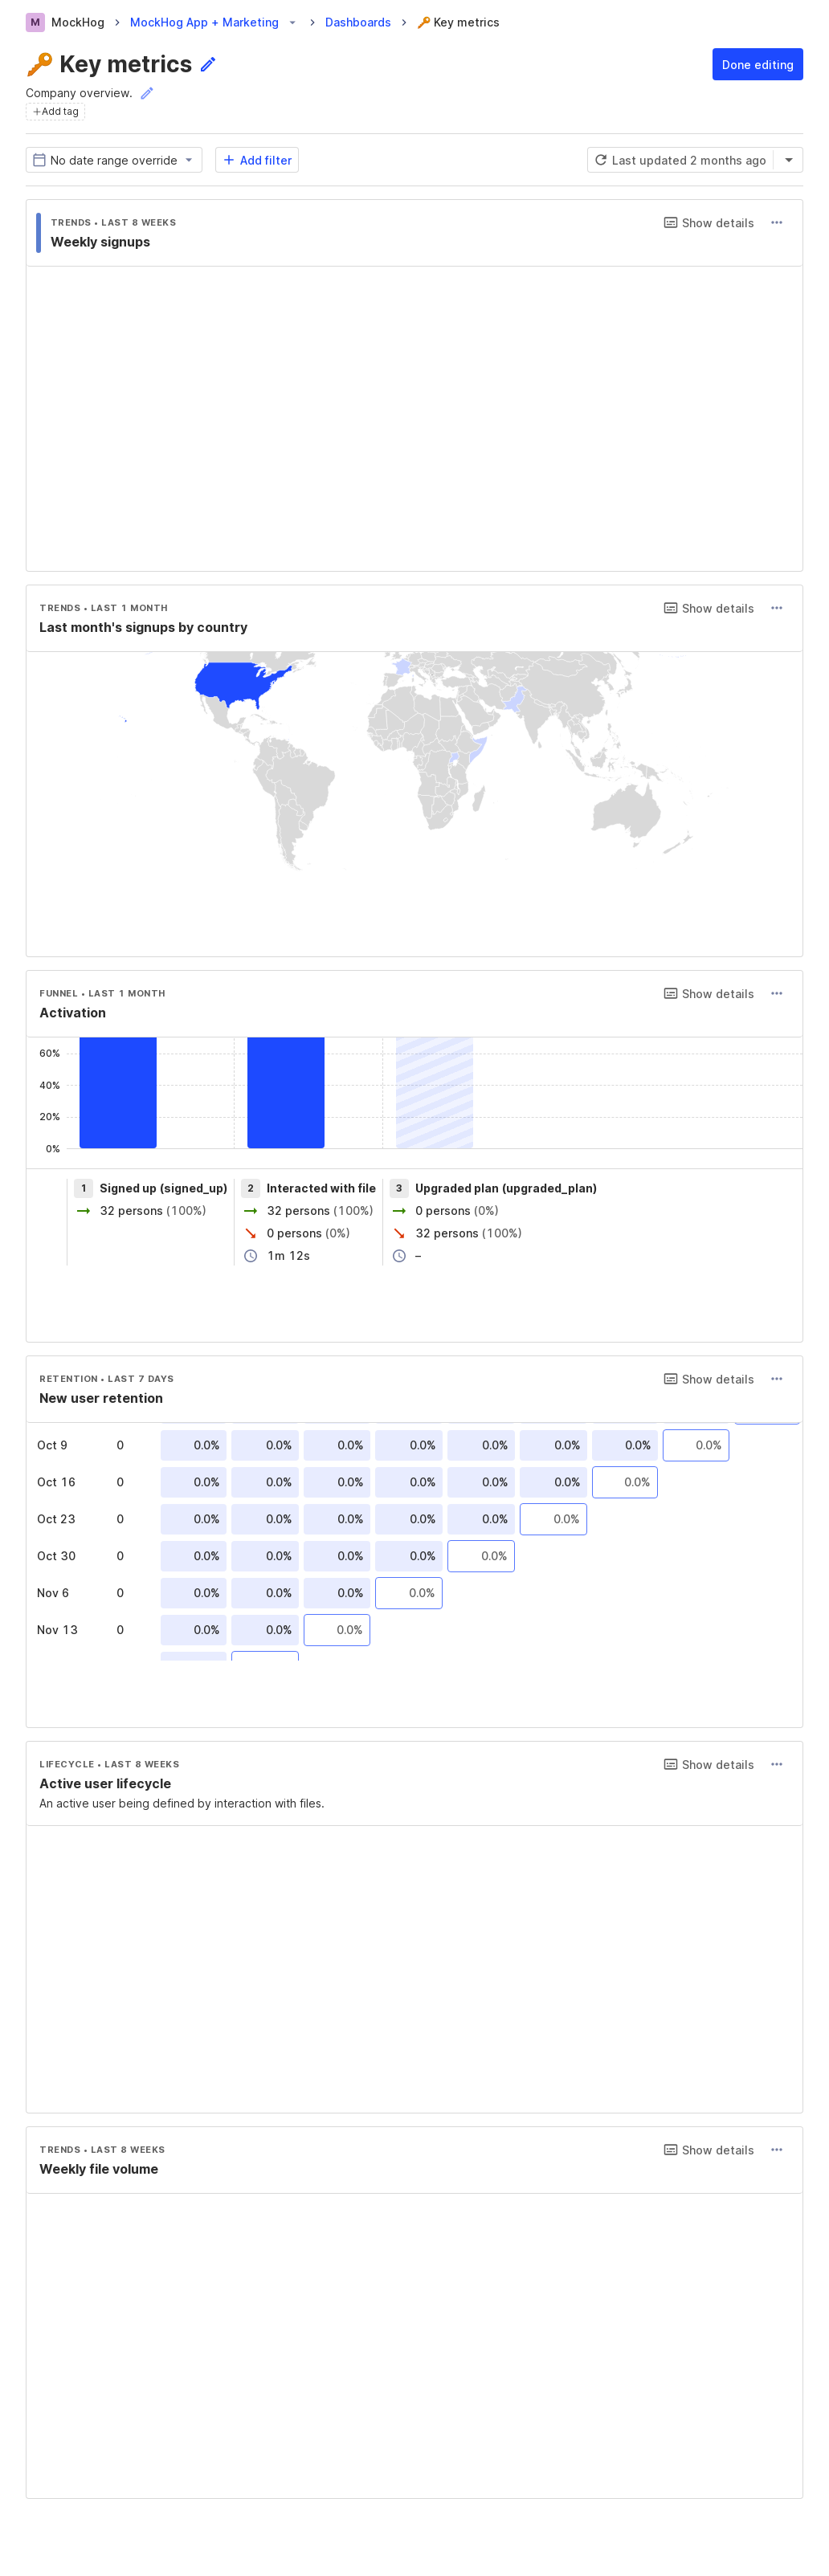 M MockHog > MockHog App + Marketing > Dashboards > 🔑 Key metrics
🔑 Key metrics
Done editing
Company overview.
+Add tag
No date range override
+ Add filter
Last updated 2 months ago
TRENDS • LAST 8 WEEKS
Show details
Weekly signups
TRENDS • LAST 1 MONTH
Show details
Last month's signups by country
FUNNEL • LAST 1 MONTH
Show details
Activation
60%
40%
20%
0%
1 Signed up (signed_up) 2 Interacted with file 3 Upgraded plan (upgraded_plan)
32 persons (100%) 32 persons (100%) 0 persons (0%)
0 persons (0%) 32 persons (100%)
1m 12s –
RETENTION • LAST 7 DAYS
Show details
New user retention
Oct 9 0 0.0% 0.0% 0.0% 0.0% 0.0% 0.0% 0.0% 0.0%
Oct 16 0 0.0% 0.0% 0.0% 0.0% 0.0% 0.0% 0.0%
Oct 23 0 0.0% 0.0% 0.0% 0.0% 0.0% 0.0%
Oct 30 0 0.0% 0.0% 0.0% 0.0% 0.0%
Nov 6 0 0.0% 0.0% 0.0% 0.0%
Nov 13 0 0.0% 0.0% 0.0%
LIFECYCLE • LAST 8 WEEKS
Show details
Active user lifecycle
An active user being defined by interaction with files.
TRENDS • LAST 8 WEEKS
Show details
Weekly file volume